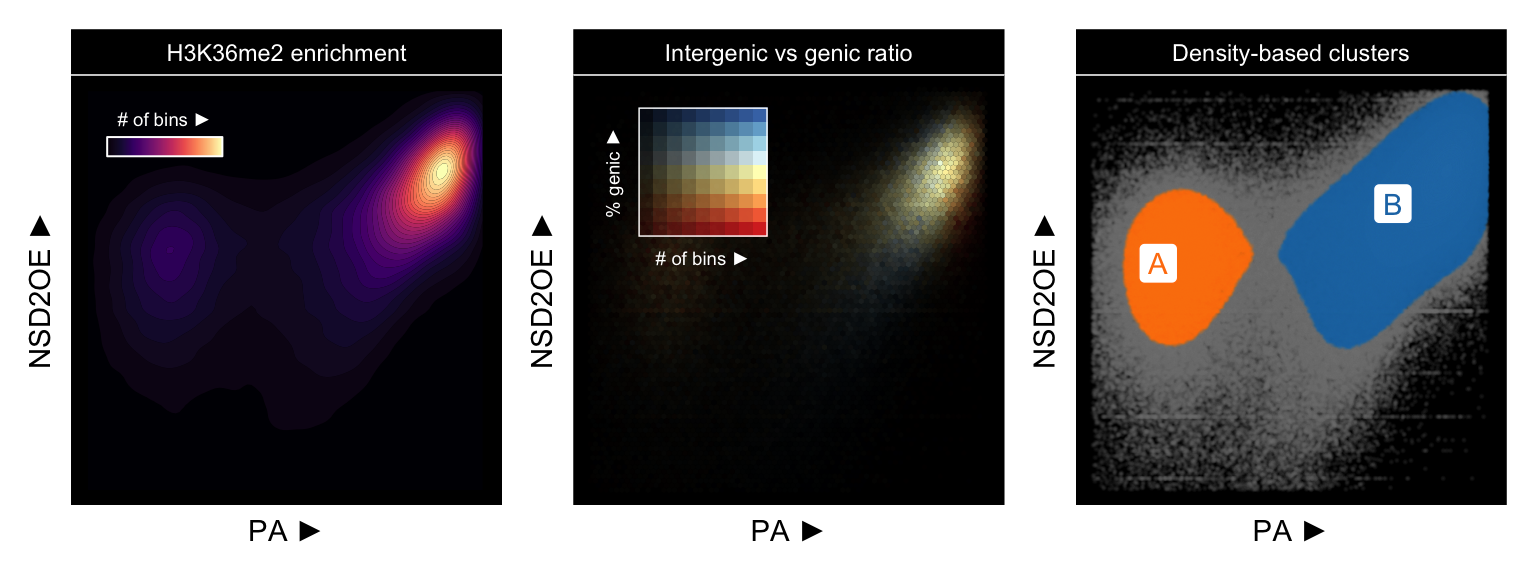 H3K36me2 enrichment
# of bins ▶
NSD2OE ▶
PA ▶
Intergenic vs genic ratio
% genic ▶
# of bins ▶
NSD2OE ▶
PA ▶
Density-based clusters
A
B
NSD2OE ▶
PA ▶